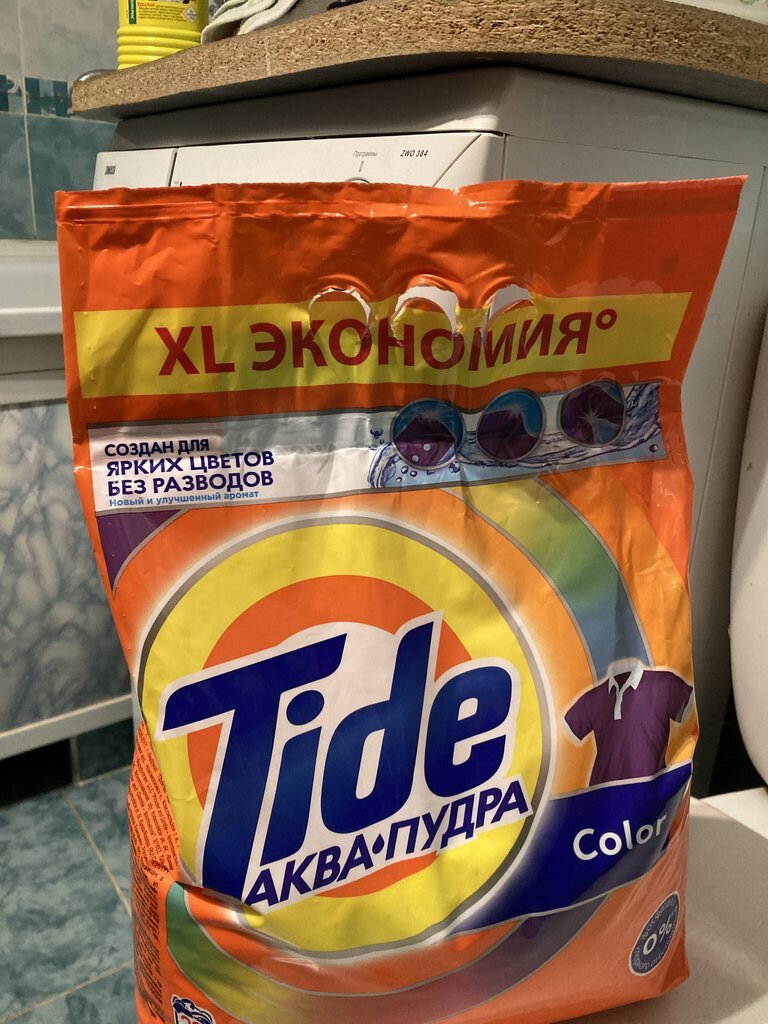 Программы
ZWO 384
XL ЭКОНОМИЯ°
СОЗДАН ДЛЯ
ЯРКИХ ЦВЕТОВ
БЕЗ РАЗВОДОВ
Новый и улучшенный аромат
Tide
АКВА•ПУДРА
Color
0%